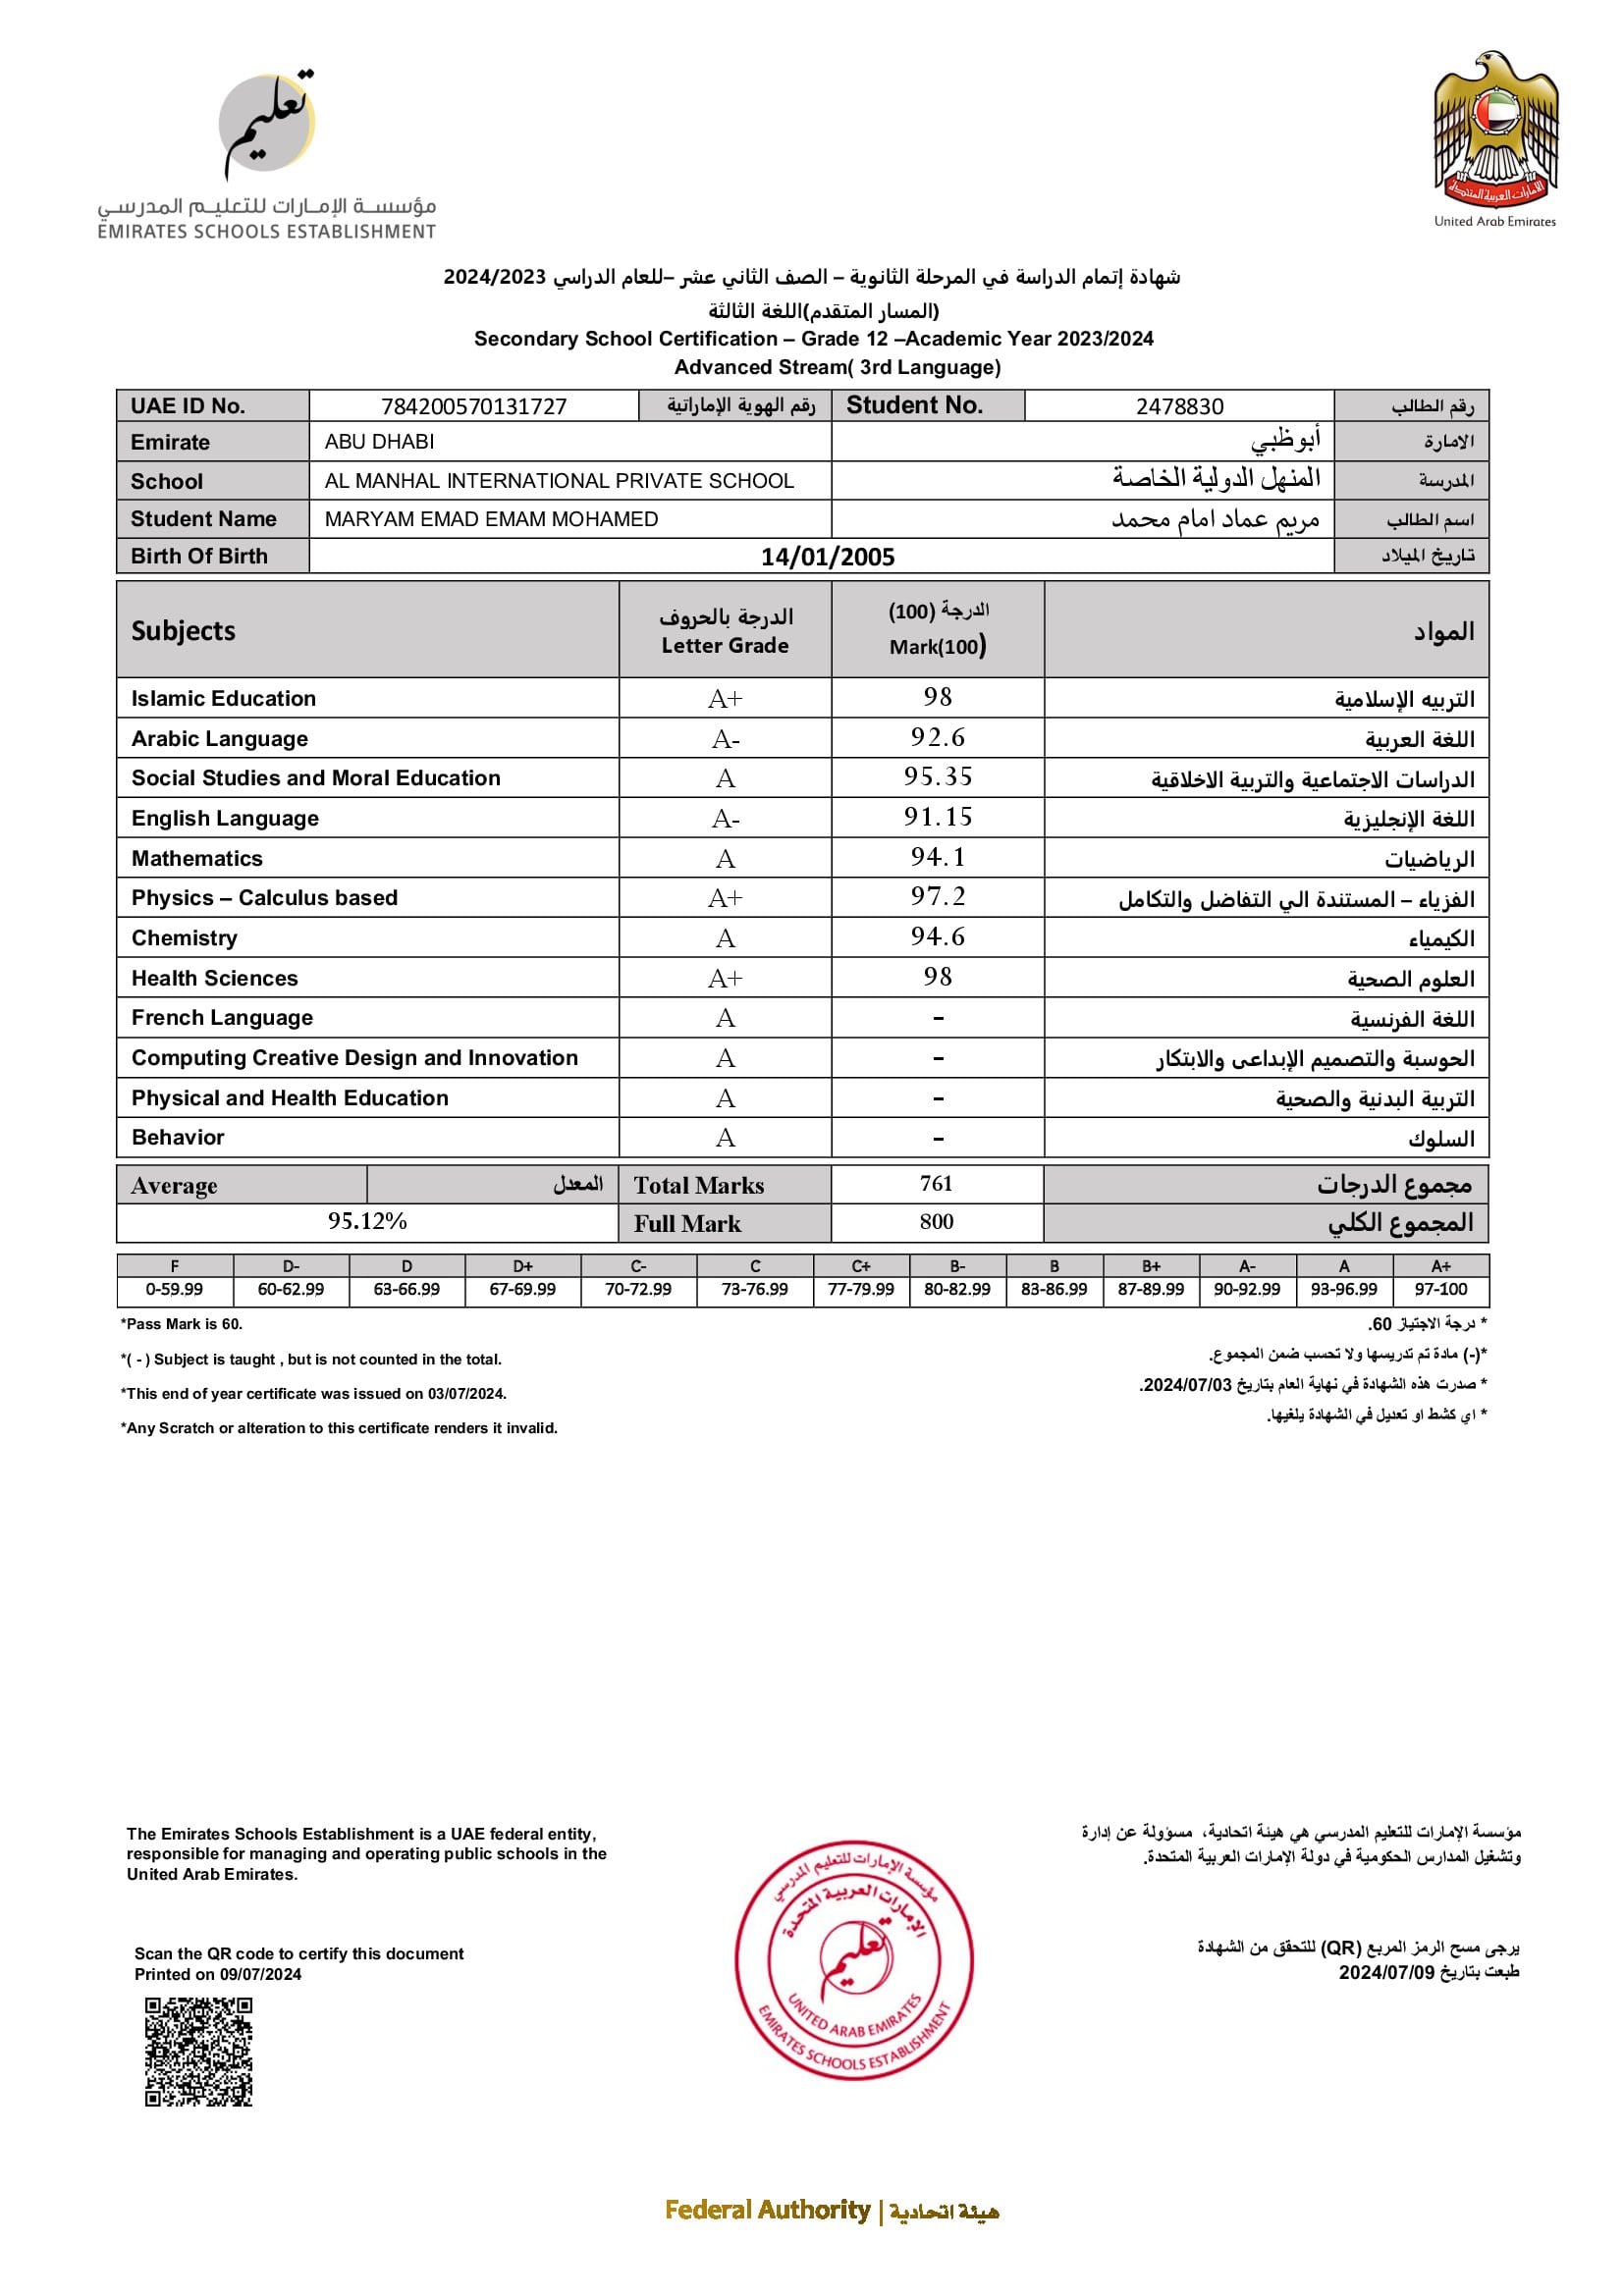 تعليم
مؤسسة الإمارات للتعليم المدرسي
EMIRATES SCHOOLS ESTABLISHMENT
الإمارات العربية المتحدة
United Arab Emirates
شهادة إتمام الدراسة في المرحلة الثانوية – الصف الثاني عشر –للعام الدراسي 2024/2023
(المسار المتقدم)اللغة الثالثة
Secondary School Certification – Grade 12 –Academic Year 2023/2024
Advanced Stream( 3rd Language)
UAE ID No. 784200570131727 رقم الهوية الإماراتية Student No. 2478830 رقم الطالب
Emirate ABU DHABI أبوظبي الامارة
School AL MANHAL INTERNATIONAL PRIVATE SCHOOL المنهل الدولية الخاصة المدرسة
Student Name MARYAM EMAD EMAM MOHAMED مريم عماد امام محمد اسم الطالب
Birth Of Birth 14/01/2005 تاريخ الميلاد
Subjects الدرجة بالحروف Letter Grade الدرجة (100) Mark(100) المواد
Islamic Education A+ 98 التربيه الإسلامية
Arabic Language A- 92.6 اللغة العربية
Social Studies and Moral Education A 95.35 الدراسات الاجتماعية والتربية الاخلاقية
English Language A- 91.15 اللغة الإنجليزية
Mathematics A 94.1 الرياضيات
Physics – Calculus based A+ 97.2 الفزياء – المستندة الي التفاضل والتكامل
Chemistry A 94.6 الكيمياء
Health Sciences A+ 98 العلوم الصحية
French Language A - اللغة الفرنسية
Computing Creative Design and Innovation A - الحوسبة والتصميم الإبداعى والابتكار
Physical and Health Education A - التربية البدنية والصحية
Behavior A - السلوك
Average المعدل Total Marks 761 مجموع الدرجات
95.12% Full Mark 800 المجموع الكلي
F D- D D+ C- C C+ B- B B+ A- A A+
0-59.99 60-62.99 63-66.99 67-69.99 70-72.99 73-76.99 77-79.99 80-82.99 83-86.99 87-89.99 90-92.99 93-96.99 97-100
*Pass Mark is 60.
* درجة الاجتياز 60.
*( - ) Subject is taught , but is not counted in the total.
*(-) مادة تم تدريسها ولا تحسب ضمن المجموع.
*This end of year certificate was issued on 03/07/2024.
* صدرت هذه الشهادة في نهاية العام بتاريخ 2024/07/03.
*Any Scratch or alteration to this certificate renders it invalid.
* اي كشط او تعديل في الشهادة يلغيها.
The Emirates Schools Establishment is a UAE federal entity,
responsible for managing and operating public schools in the
United Arab Emirates.
مؤسسة الإمارات للتعليم المدرسي هي هيئة اتحادية، مسؤولة عن إدارة
وتشغيل المدارس الحكومية في دولة الإمارات العربية المتحدة.
مؤسسة الإمارات للتعليم المدرسي
الإمارات العربية المتحدة
تعليم
UNITED ARAB EMIRATES
EMIRATES SCHOOLS ESTABLISHMENT
Scan the QR code to certify this document
Printed on 09/07/2024
يرجى مسح الرمز المربع (QR) للتحقق من الشهادة
طبعت بتاريخ 2024/07/09
Federal Authority | هيئة اتحادية